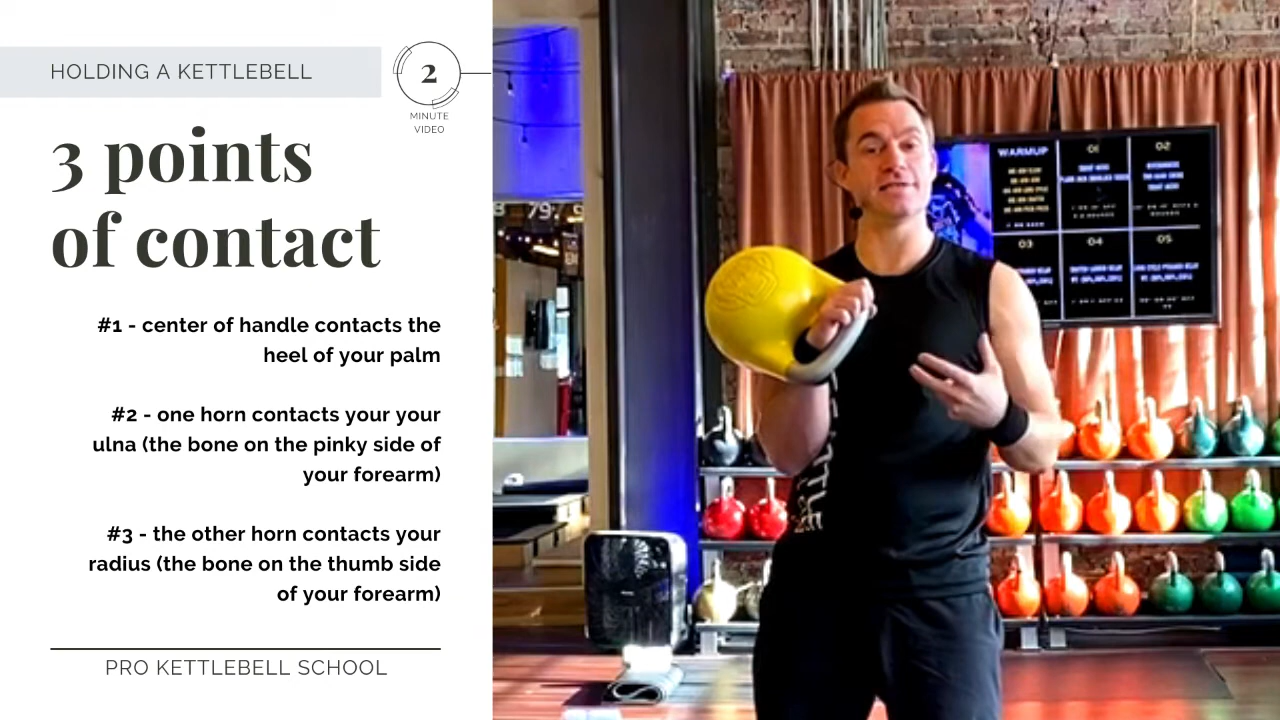 HOLDING A KETTLEBELL
2
MINUTE
VIDEO
3 points
of contact
#1 - center of handle contacts the
heel of your palm
#2 - one horn contacts your your
ulna (the bone on the pinky side of
your forearm)
#3 - the other horn contacts your
radius (the bone on the thumb side
of your forearm)
PRO KETTLEBELL SCHOOL
WARMUP
01
02
03
04
05